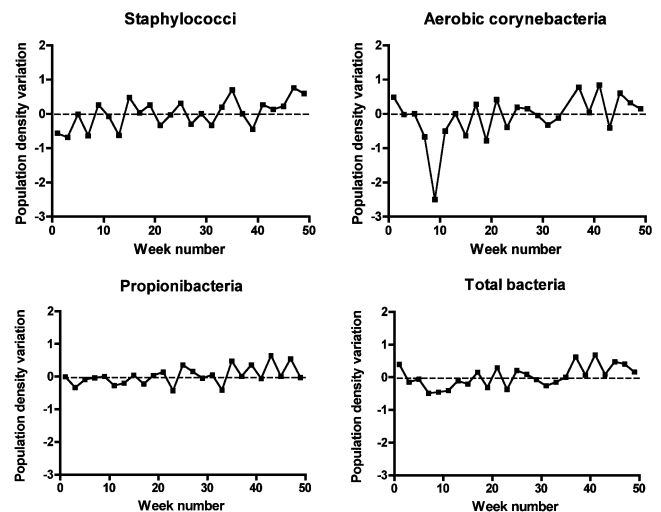 Staphylococci
Population density variation
2
1
0
-1
-2
-3
0 10 20 30 40 50
Week number
Aerobic corynebacteria
Population density variation
2
1
0
-1
-2
-3
0 10 20 30 40 50
Week number
Propionibacteria
Population density variation
2
1
0
-1
-2
-3
0 10 20 30 40 50
Week number
Total bacteria
Population density variation
2
1
0
-1
-2
-3
0 10 20 30 40 50
Week number